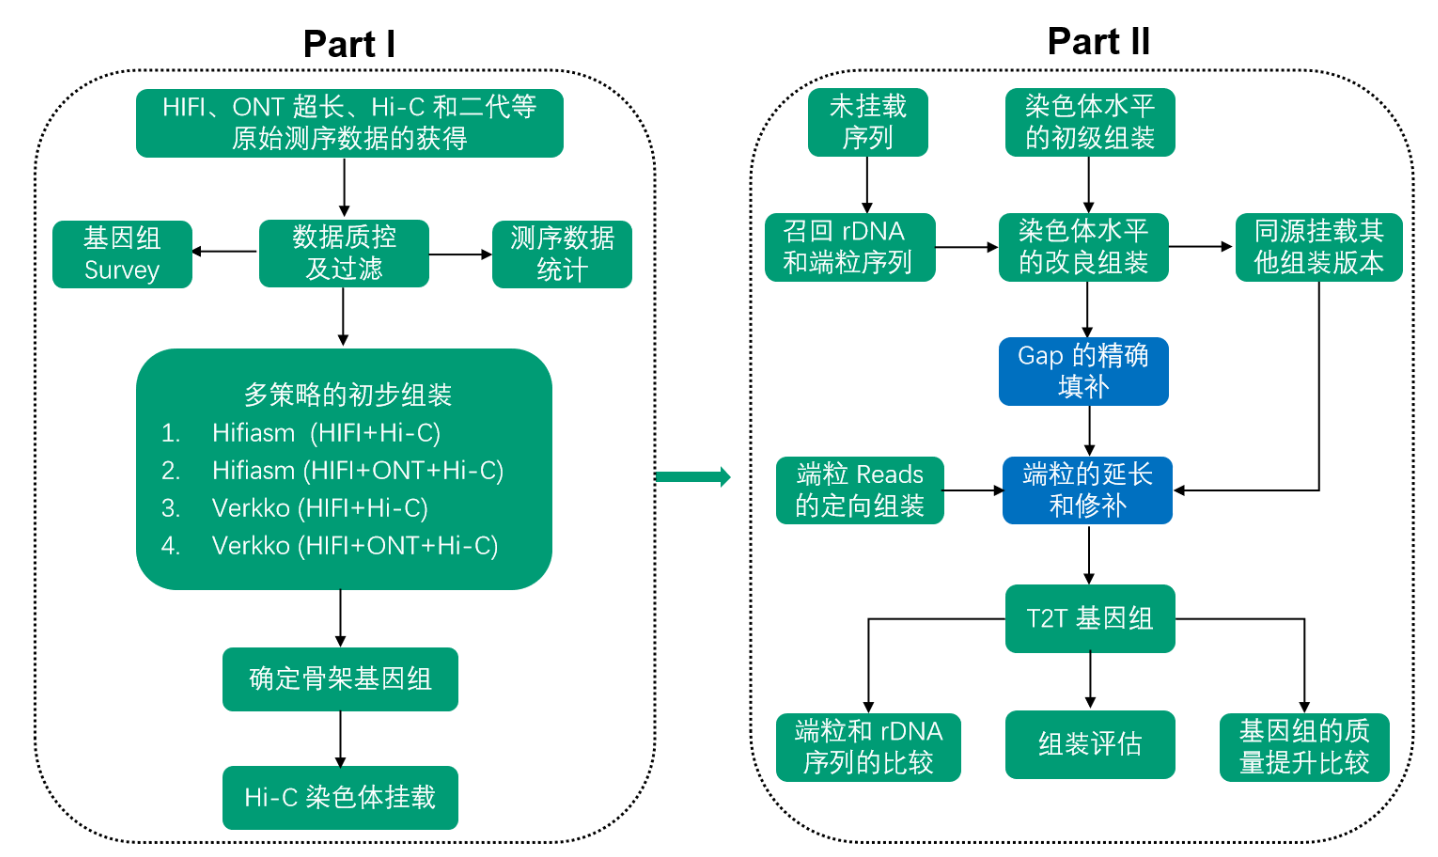 Part I
HIFI、ONT 超长、Hi-C 和二代等
原始测序数据的获得
基因组
Survey
数据质控
及过滤
测序数据
统计
多策略的初步组装
1. Hifiasm (HIFI+Hi-C)
2. Hifiasm (HIFI+ONT+Hi-C)
3. Verkko (HIFI+Hi-C)
4. Verkko (HIFI+ONT+Hi-C)
确定骨架基因组
Hi-C 染色体挂载
Part II
未挂载
序列
染色体水平
的初级组装
召回 rDNA
和端粒序列
染色体水平
的改良组装
同源挂载其
他组装版本
Gap 的精确
填补
端粒 Reads
的定向组装
端粒的延长
和修补
T2T 基因组
端粒和 rDNA
序列的比较
组装评估
基因组的质
量提升比较